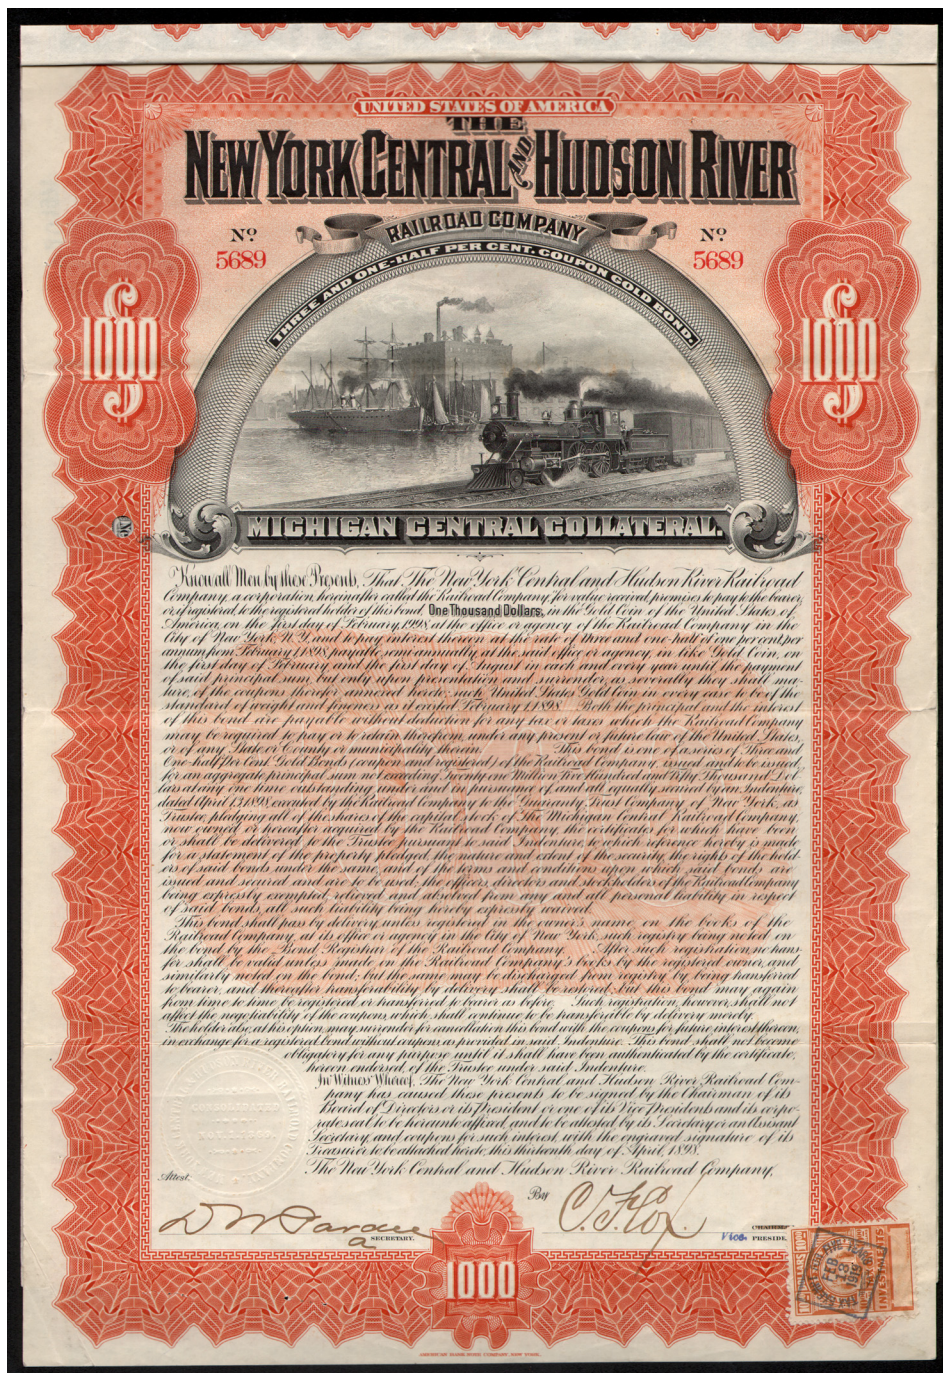 UNITED STATES OF AMERICA
THE
NEW YORK CENTRAL AND HUDSON RIVER
RAILROAD COMPANY
No
5689
No
5689
THREE AND ONE-HALF PER CENT. COUPON GOLD BOND.
1000
1000
MICHIGAN CENTRAL COLLATERAL.
No
Know all Men by these Presents, That, The New York Central and Hudson River Railroad
Company, a corporation, hereinafter called the Railroad Company, for value received, promises to pay to the bearer,
or, if registered, to the registered holder of this bond, One Thousand Dollars, in the Gold Coin of the United States of
America, on the first day of February, 1998, at the office or agency of the Railroad Company in the
City of New York, N.Y. and to pay interest thereon at the rate of three and one-half of one per cent, per
annum from February 1, 1898, payable semi-annually at the said office or agency, in like Gold Coin, on
the first day of February and the first day of August in each and every year until the payment
of said principal sum, but only upon presentation and surrender, as severally they shall ma-
ture, of the coupons therefor annexed hereto; such United States Gold Coin in every case to be of the
standard of weight and fineness as it existed February 1, 1898. Both the principal and the interest
of this bond are payable without deduction for any tax or taxes which the Railroad Company
may be required to pay or to retain therefrom, under any present or future law of the United States,
or of any State or County or municipality therein. This bond is one of a series of Three and
One-half Per Cent. Gold Bonds (coupon and registered) of the Railroad Company, issued and to be issued,
for an aggregate principal sum not exceeding Twenty one Million Five Hundred and Fifty Thousand Dol-
lars at any one time outstanding, under and in pursuance of, and all equally secured by an Indenture,
dated April 13, 1898, executed by the Railroad Company to the Guaranty Trust Company of New York, as
Trustee, pledging all of the shares of the capital stock of The Michigan Central Railroad Company,
now owned or hereafter acquired by the Railroad Company, the certificates for which have been
or shall be delivered to the Trustee pursuant to said Indenture, to which reference hereby is made
for a statement of the property pledged, the nature and extent of the security, the rights of the hold-
ers of said bonds under the same, and of the terms and conditions upon which said bonds are
issued and secured and are to be used; the officers, directors and stockholders of the Railroad Company
being expressly exempted, relieved and absolved from any and all personal liability in respect
of said bonds, all such liability being hereby expressly waived.
This bond shall pass by delivery, unless registered in the owner's name on the books of the
Railroad Company, at its office or agency in the City of New York, such registry being noted on
the bond by the Bond Registrar of the Railroad Company. After such registration, no trans-
fer shall be valid unless made on the Railroad Company's books by the registered owner, and
similarly noted on the bond; but the same may be discharged from registry by being transferred
to bearer, and thereafter transferability by delivery shall be restored, but this bond may again
from time to time be registered or transferred to bearer as before. Such registration, however, shall not
affect the negotiability of the coupons, which shall continue to be transferable by delivery merely.
The holder also, at his option, may surrender for cancellation this bond with the coupons for future interest thereon,
in exchange for a registered bond without coupons as provided in said Indenture. This bond shall not become
obligatory for any purpose until it shall have been authenticated by the certificate,
hereon endorsed, of the Trustee under said Indenture.
In Witness Whereof, The New York Central and Hudson River Railroad Com-
pany has caused these presents to be signed by the Chairman of its
Board of Directors or its President or one of its Vice Presidents and its corpo-
rate seal to be hereunto affixed, and to be attested by its Secretary or an Assistant
Secretary, and coupons for such interest, with the engraved signature of its
Treasurer to be attached hereto, this thirteenth day of April, 1898.
The New York Central and Hudson River Railroad Company,
CONSOLIDATED
Attest:
By
SECRETARY.
Vice- PRESIDE
1000
INVESTMENTS
FEB
AMERICAN BANK NOTE COMPANY, NEW YORK.